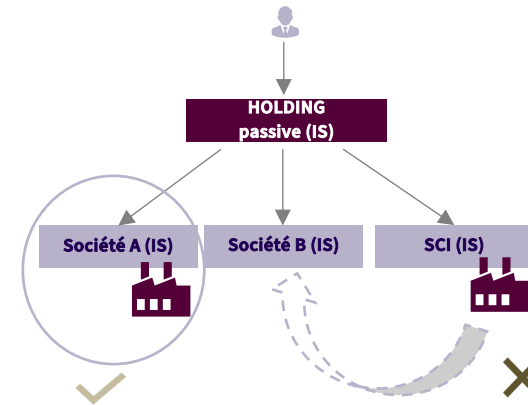 HOLDING
passive (IS)
Société A (IS)
Société B (IS)
SCI (IS)